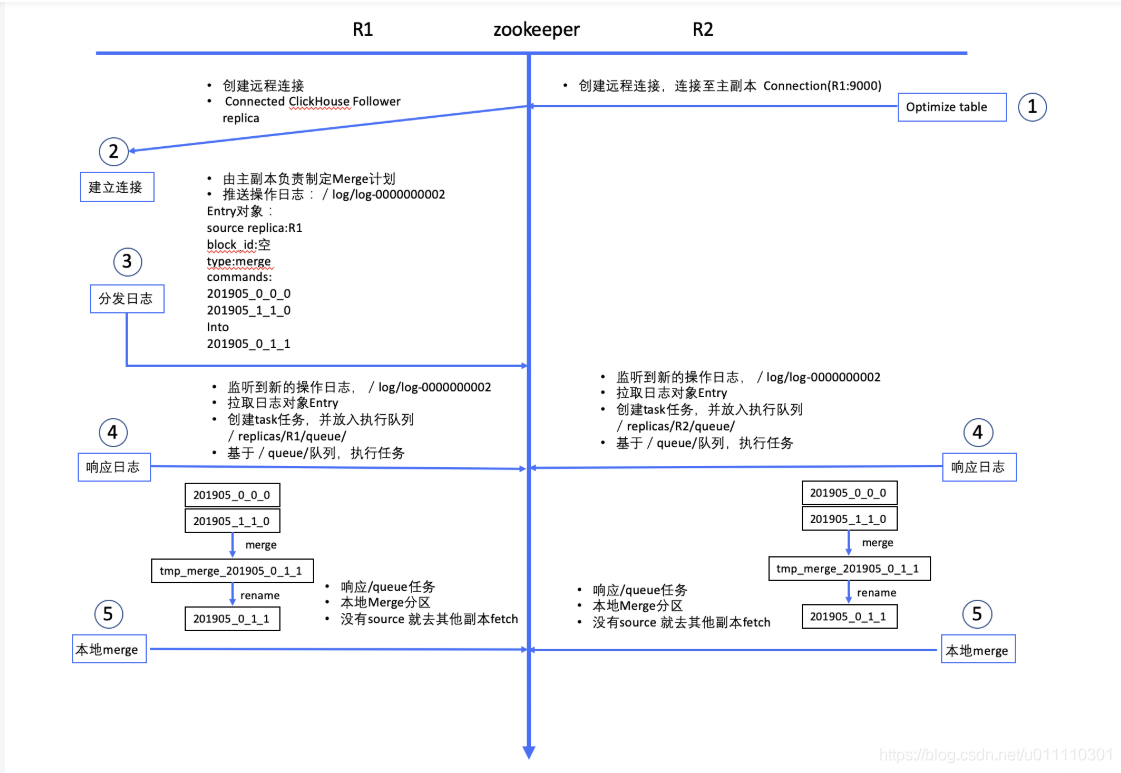 R1
zookeeper
R2
• 创建远程连接
• Connected ClickHouse Follower
replica
• 创建远程连接，连接至主副本 Connection(R1:9000)
Optimize table
1
2
建立连接
• 由主副本负责制定Merge计划
• 推送操作日志：/ log/log-0000000002
Entry对象：
source replica:R1
block_id:空
type:merge
commands:
201905_0_0_0
201905_1_1_0
Into
201905_0_1_1
3
分发日志
• 监听到新的操作日志，/ log/log-0000000002
• 拉取日志对象Entry
• 创建task任务，并放入执行队列
/ replicas/R1/queue/
• 基于 / queue/队列，执行任务
• 监听到新的操作日志，/ log/log-0000000002
• 拉取日志对象Entry
• 创建task任务，并放入执行队列
/ replicas/R2/queue/
• 基于 / queue/队列，执行任务
4
响应日志
4
响应日志
201905_0_0_0
201905_1_1_0
merge
tmp_merge_201905_0_1_1
rename
201905_0_1_1
• 响应/queue任务
• 本地Merge分区
• 没有source 就去其他副本fetch
• 响应/queue任务
• 本地Merge分区
• 没有source 就去其他副本fetch
201905_0_0_0
201905_1_1_0
merge
tmp_merge_201905_0_1_1
rename
201905_0_1_1
5
本地merge
5
本地merge
https://blog.csdn.net/u011110301